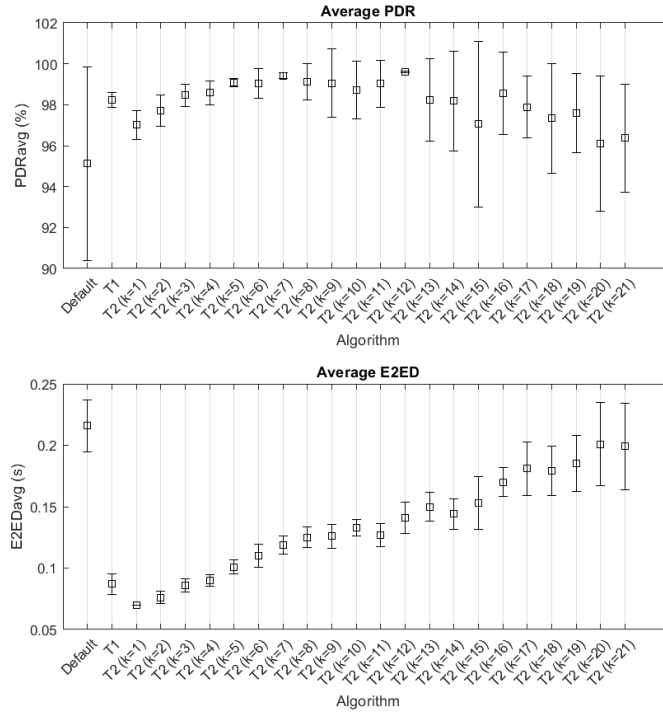 Average PDR
PDRavg (%)
102
100
98
96
94
92
90
Default
T1
T2 (k=1)
T2 (k=2)
T2 (k=3)
T2 (k=4)
T2 (k=5)
T2 (k=6)
T2 (k=7)
T2 (k=8)
T2 (k=9)
T2 (k=10)
T2 (k=11)
T2 (k=12)
T2 (k=13)
T2 (k=14)
T2 (k=15)
T2 (k=16)
T2 (k=17)
T2 (k=18)
T2 (k=19)
T2 (k=20)
T2 (k=21)
Algorithm
Average E2ED
E2EDavg (s)
0.25
0.2
0.15
0.1
0.05
Default
T1
T2 (k=1)
T2 (k=2)
T2 (k=3)
T2 (k=4)
T2 (k=5)
T2 (k=6)
T2 (k=7)
T2 (k=8)
T2 (k=9)
T2 (k=10)
T2 (k=11)
T2 (k=12)
T2 (k=13)
T2 (k=14)
T2 (k=15)
T2 (k=16)
T2 (k=17)
T2 (k=18)
T2 (k=19)
T2 (k=20)
T2 (k=21)
Algorithm